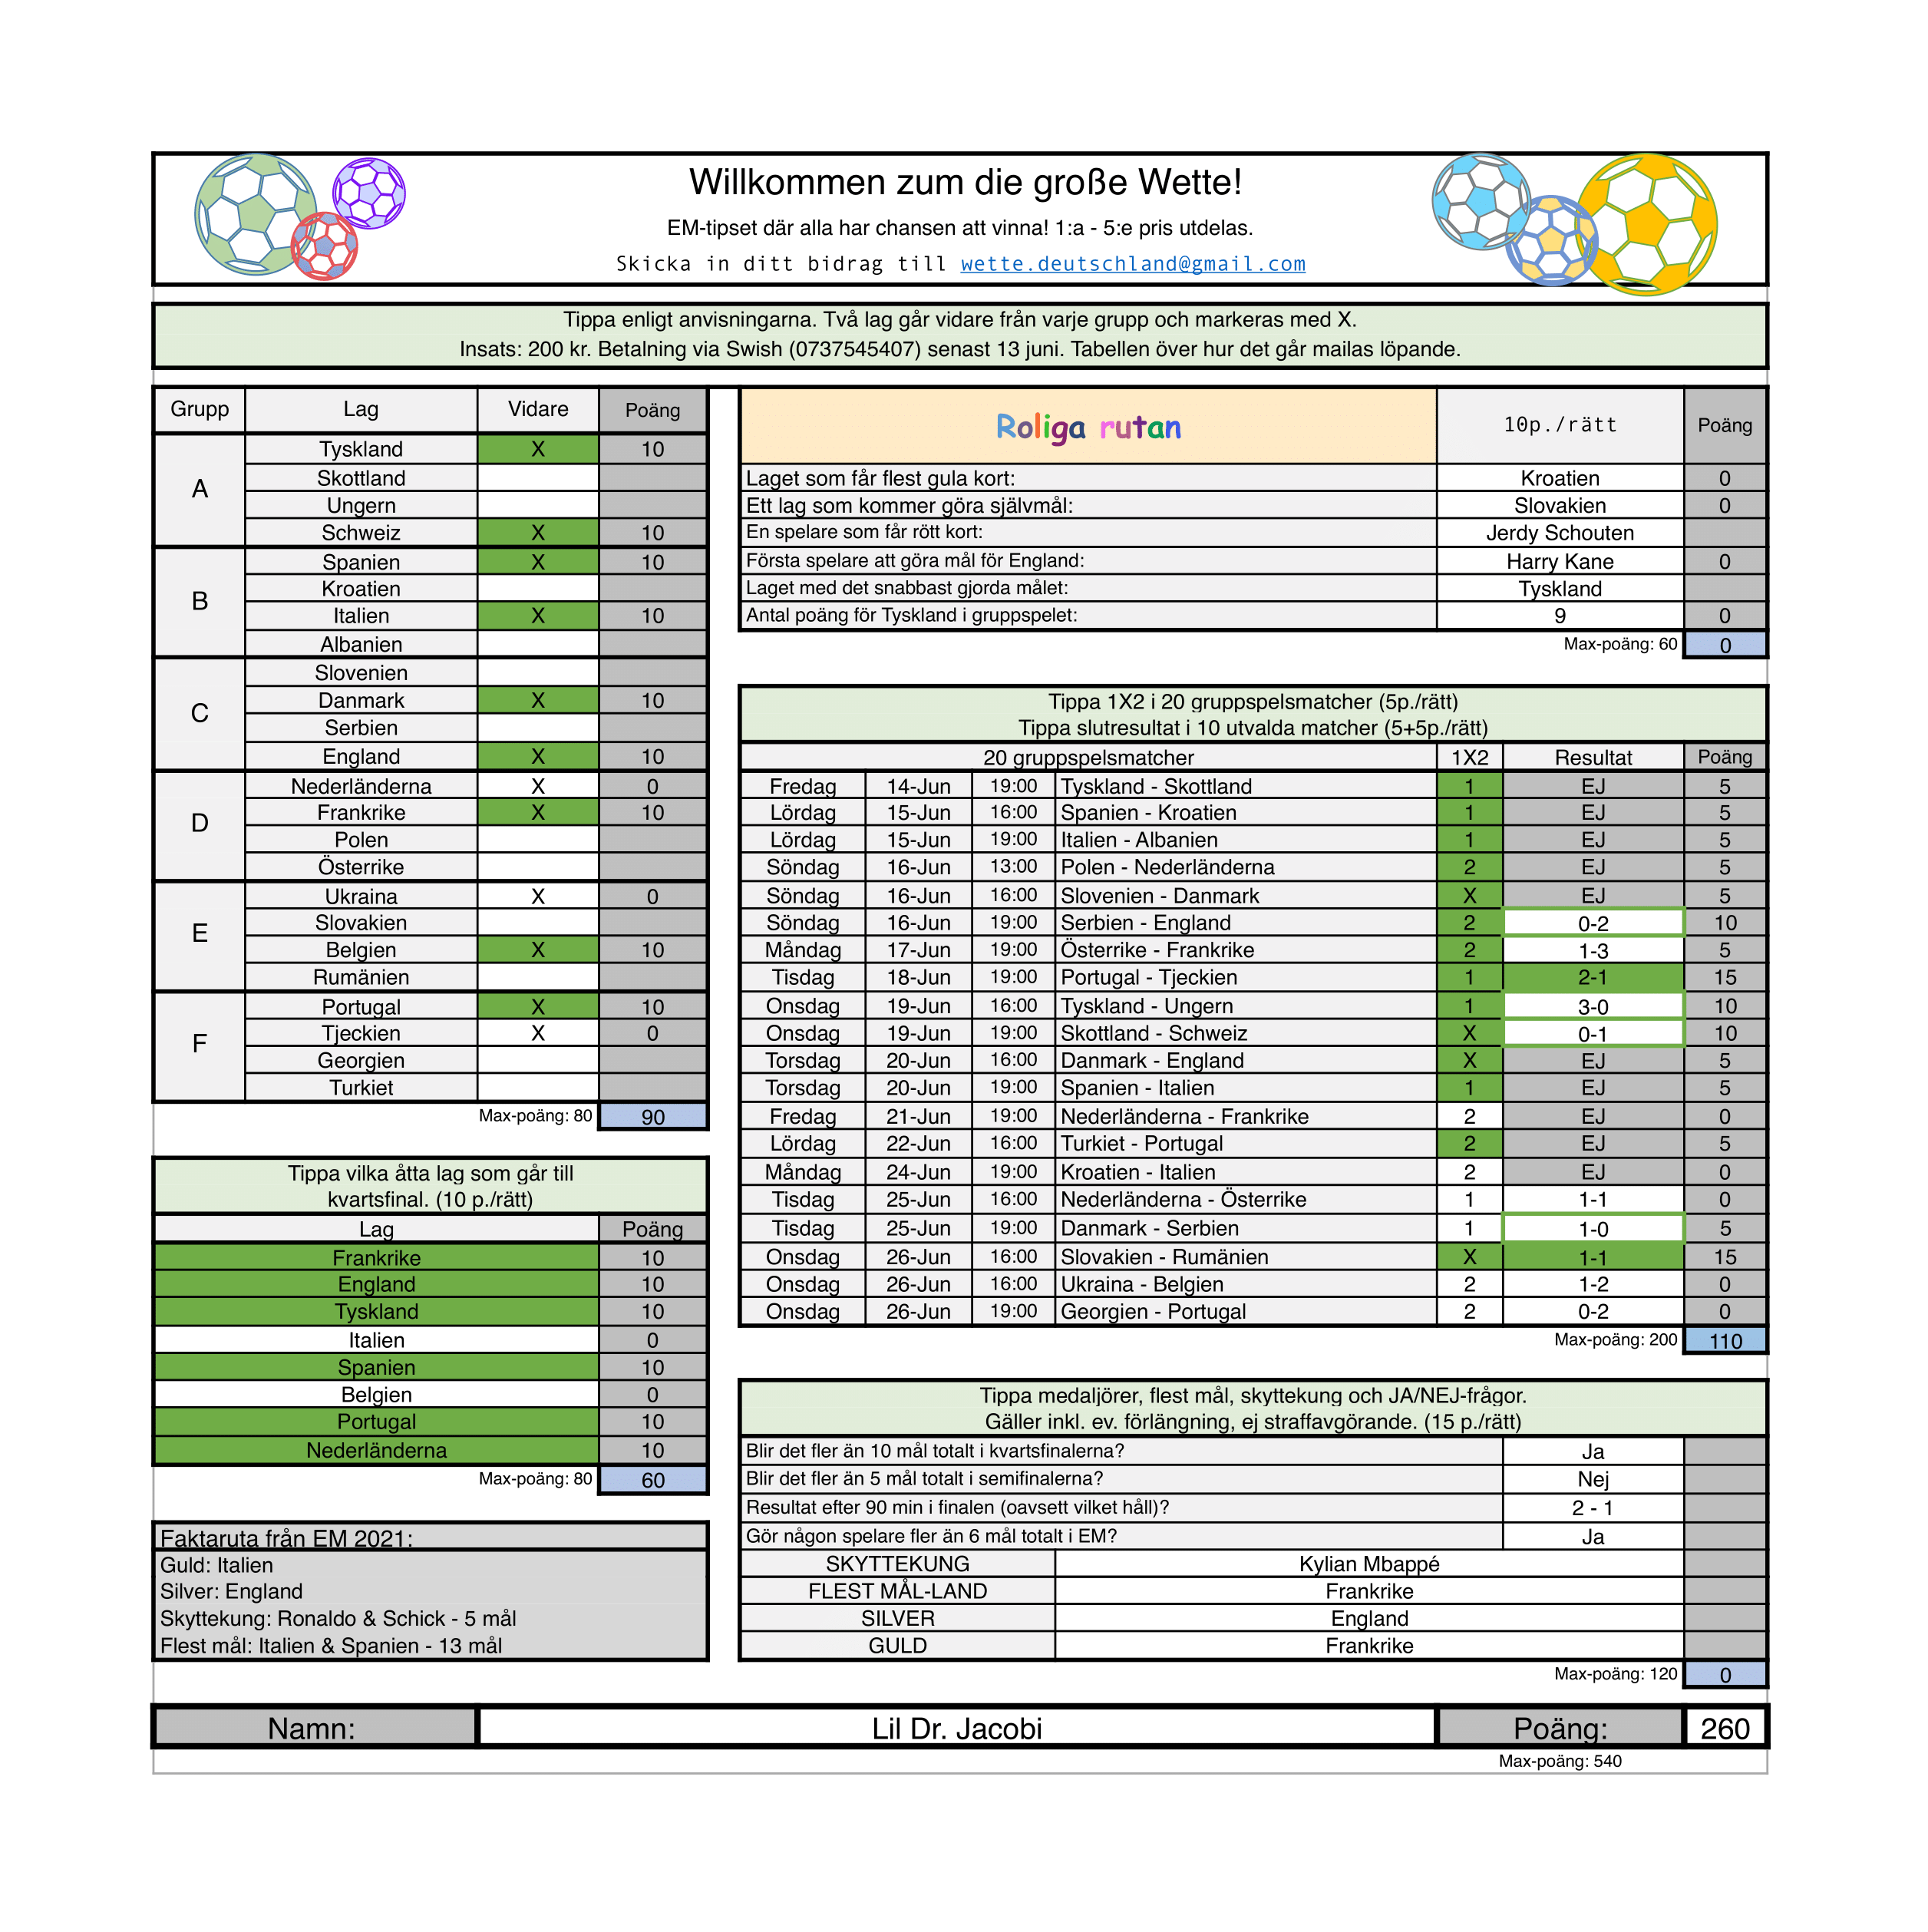 Willkommen zum die große Wette!
EM-tipset där alla har chansen att vinna! 1:a - 5:e pris utdelas.
Skicka in ditt bidrag till wette.deutschland@gmail.com
Tippa enligt anvisningarna. Två lag går vidare från varje grupp och markeras med X.
Insats: 200 kr. Betalning via Swish (0737545407) senast 13 juni. Tabellen över hur det går mailas löpande.
Grupp Lag Vidare Poäng
A
Tyskland X 10
Skottland
Ungern
Schweiz X 10
B
Spanien X 10
Kroatien
Italien X 10
Albanien
C
Slovenien
Danmark X 10
Serbien
England X 10
D
Nederländerna X 0
Frankrike X 10
Polen
Österrike
E
Ukraina X 0
Slovakien
Belgien X 10
Rumänien
F
Portugal X 10
Tjeckien X 0
Georgien
Turkiet
Max-poäng: 80 90
Tippa vilka åtta lag som går till
kvartsfinal. (10 p./rätt)
Lag Poäng
Frankrike 10
England 10
Tyskland 10
Italien 0
Spanien 10
Belgien 0
Portugal 10
Nederländerna 10
Max-poäng: 80 60
Faktaruta från EM 2021:
Guld: Italien
Silver: England
Skyttekung: Ronaldo & Schick - 5 mål
Flest mål: Italien & Spanien - 13 mål
Roliga rutan 10p./rätt Poäng
Laget som får flest gula kort: Kroatien 0
Ett lag som kommer göra självmål: Slovakien 0
En spelare som får rött kort: Jerdy Schouten
Första spelare att göra mål för England: Harry Kane 0
Laget med det snabbast gjorda målet: Tyskland
Antal poäng för Tyskland i gruppspelet: 9 0
Max-poäng: 60 0
Tippa 1X2 i 20 gruppspelsmatcher (5p./rätt)
Tippa slutresultat i 10 utvalda matcher (5+5p./rätt)
20 gruppspelsmatcher 1X2 Resultat Poäng
Fredag 14-Jun 19:00 Tyskland - Skottland 1 EJ 5
Lördag 15-Jun 16:00 Spanien - Kroatien 1 EJ 5
Lördag 15-Jun 19:00 Italien - Albanien 1 EJ 5
Söndag 16-Jun 13:00 Polen - Nederländerna 2 EJ 5
Söndag 16-Jun 16:00 Slovenien - Danmark X EJ 5
Söndag 16-Jun 19:00 Serbien - England 2 0-2 10
Måndag 17-Jun 19:00 Österrike - Frankrike 2 1-3 5
Tisdag 18-Jun 19:00 Portugal - Tjeckien 1 2-1 15
Onsdag 19-Jun 16:00 Tyskland - Ungern 1 3-0 10
Onsdag 19-Jun 19:00 Skottland - Schweiz X 0-1 10
Torsdag 20-Jun 16:00 Danmark - England X EJ 5
Torsdag 20-Jun 19:00 Spanien - Italien 1 EJ 5
Fredag 21-Jun 19:00 Nederländerna - Frankrike 2 EJ 0
Lördag 22-Jun 16:00 Turkiet - Portugal 2 EJ 5
Måndag 24-Jun 19:00 Kroatien - Italien 2 EJ 0
Tisdag 25-Jun 16:00 Nederländerna - Österrike 1 1-1 0
Tisdag 25-Jun 19:00 Danmark - Serbien 1 1-0 5
Onsdag 26-Jun 16:00 Slovakien - Rumänien X 1-1 15
Onsdag 26-Jun 16:00 Ukraina - Belgien 2 1-2 0
Onsdag 26-Jun 19:00 Georgien - Portugal 2 0-2 0
Max-poäng: 200 110
Tippa medaljörer, flest mål, skyttekung och JA/NEJ-frågor.
Gäller inkl. ev. förlängning, ej straffavgörande. (15 p./rätt)
Blir det fler än 10 mål totalt i kvartsfinalerna? Ja
Blir det fler än 5 mål totalt i semifinalerna? Nej
Resultat efter 90 min i finalen (oavsett vilket håll)? 2 - 1
Gör någon spelare fler än 6 mål totalt i EM? Ja
SKYTTEKUNG Kylian Mbappé
FLEST MÅL-LAND Frankrike
SILVER England
GULD Frankrike
Max-poäng: 120 0
Namn: Lil Dr. Jacobi Poäng: 260
Max-poäng: 540